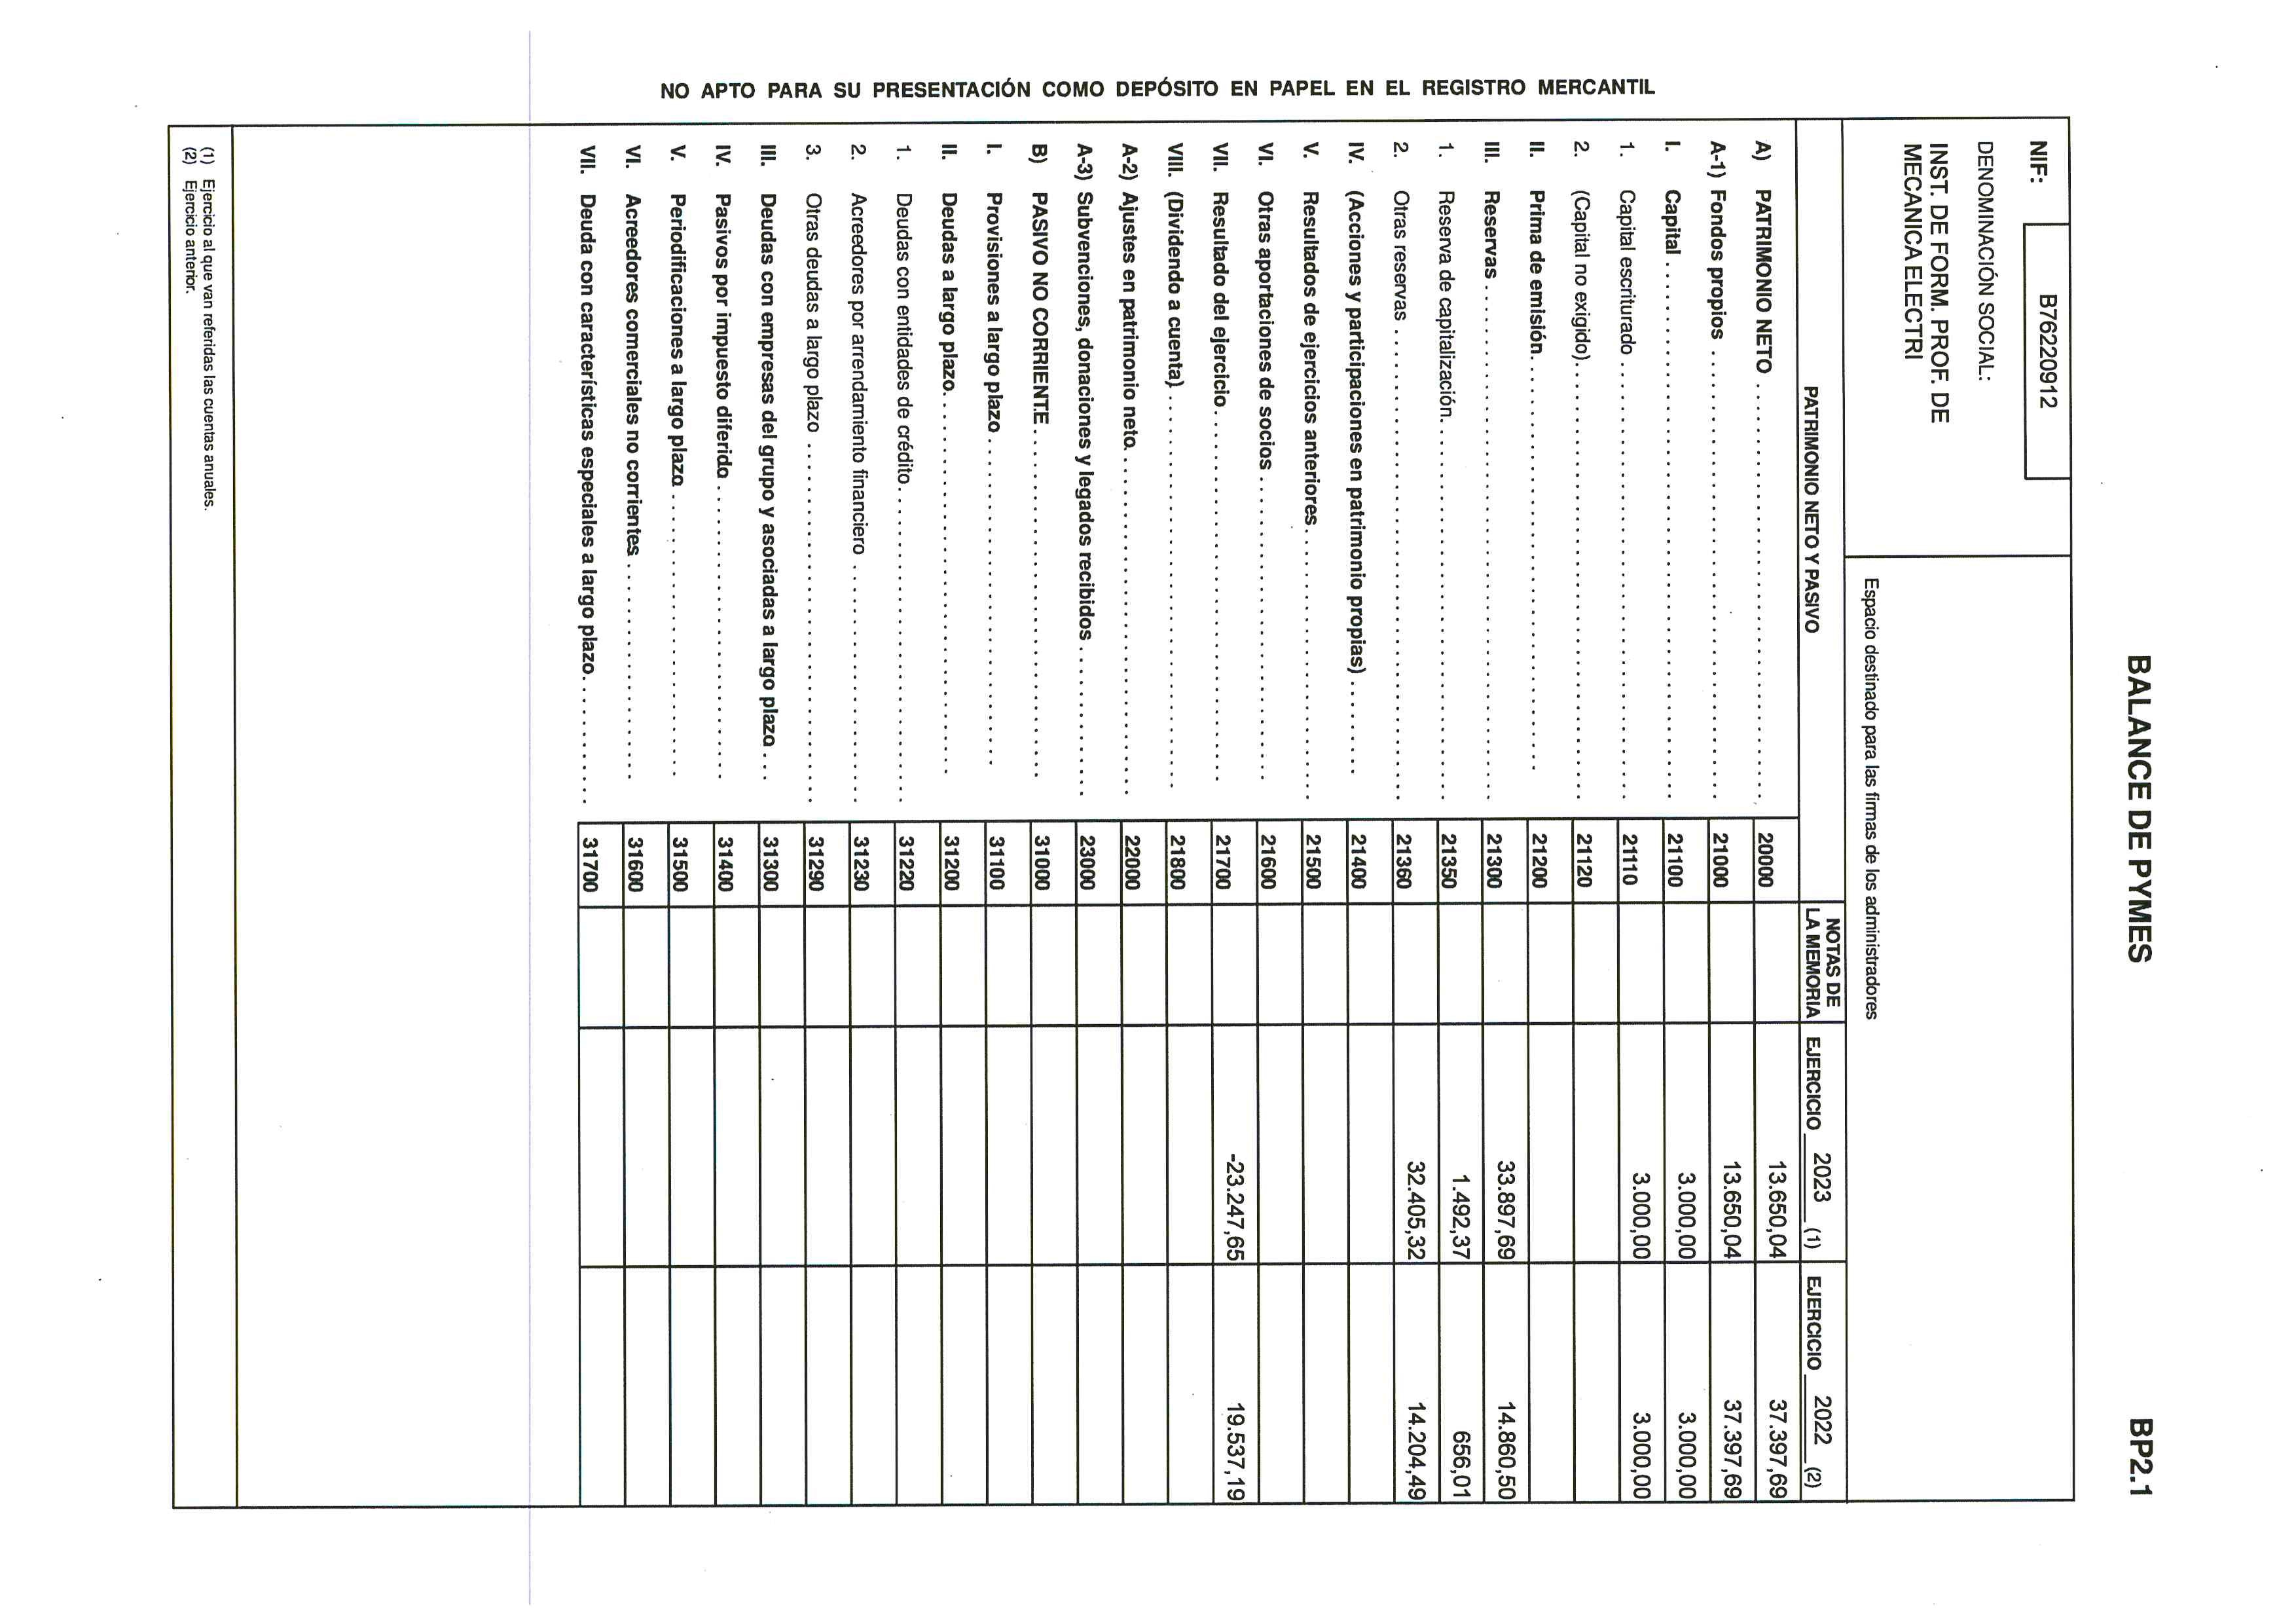 BALANCE DE PYMES
BP2.1
NIF: B76220912
DENOMINACIÓN SOCIAL:
INST. DE FORM. PROF. DE
MECANICA ELECTRI
Espacio destinado para las firmas de los administradores
PATRIMONIO NETO Y PASIVO NOTAS DE LA MEMORIA EJERCICIO 2023 (1) EJERCICIO 2022 (2)
A) PATRIMONIO NETO 20000 13.650,04 37.397,69
A-1) Fondos propios 21000 13.650,04 37.397,69
I. Capital 21100 3.000,00 3.000,00
1. Capital escriturado 21110 3.000,00 3.000,00
2. (Capital no exigido) 21120
II. Prima de emisión 21200
III. Reservas 21300 33.897,69 14.860,50
1. Reserva de capitalización 21350 1.492,37 656,01
2. Otras reservas 21360 32.405,32 14.204,49
IV. (Acciones y participaciones en patrimonio propias) 21400
V. Resultados de ejercicios anteriores 21500
VI. Otras aportaciones de socios 21600
VII. Resultado del ejercicio 21700 -23.247,65 19.537,19
VIII. (Dividendo a cuenta) 21800
A-2) Ajustes en patrimonio neto 22000
A-3) Subvenciones, donaciones y legados recibidos 23000
B) PASIVO NO CORRIENTE 31000
I. Provisiones a largo plazo 31100
II. Deudas a largo plazo 31200
1. Deudas con entidades de crédito 31220
2. Acreedores por arrendamiento financiero 31230
3. Otras deudas a largo plazo 31290
III. Deudas con empresas del grupo y asociadas a largo plazo 31300
IV. Pasivos por impuesto diferido 31400
V. Periodificaciones a largo plazo 31500
VI. Acreedores comerciales no corrientes 31600
VII. Deuda con características especiales a largo plazo 31700
(1) Ejercicio al que van referidas las cuentas anuales.
(2) Ejercicio anterior.
NO APTO PARA SU PRESENTACIÓN COMO DEPÓSITO EN PAPEL EN EL REGISTRO MERCANTIL